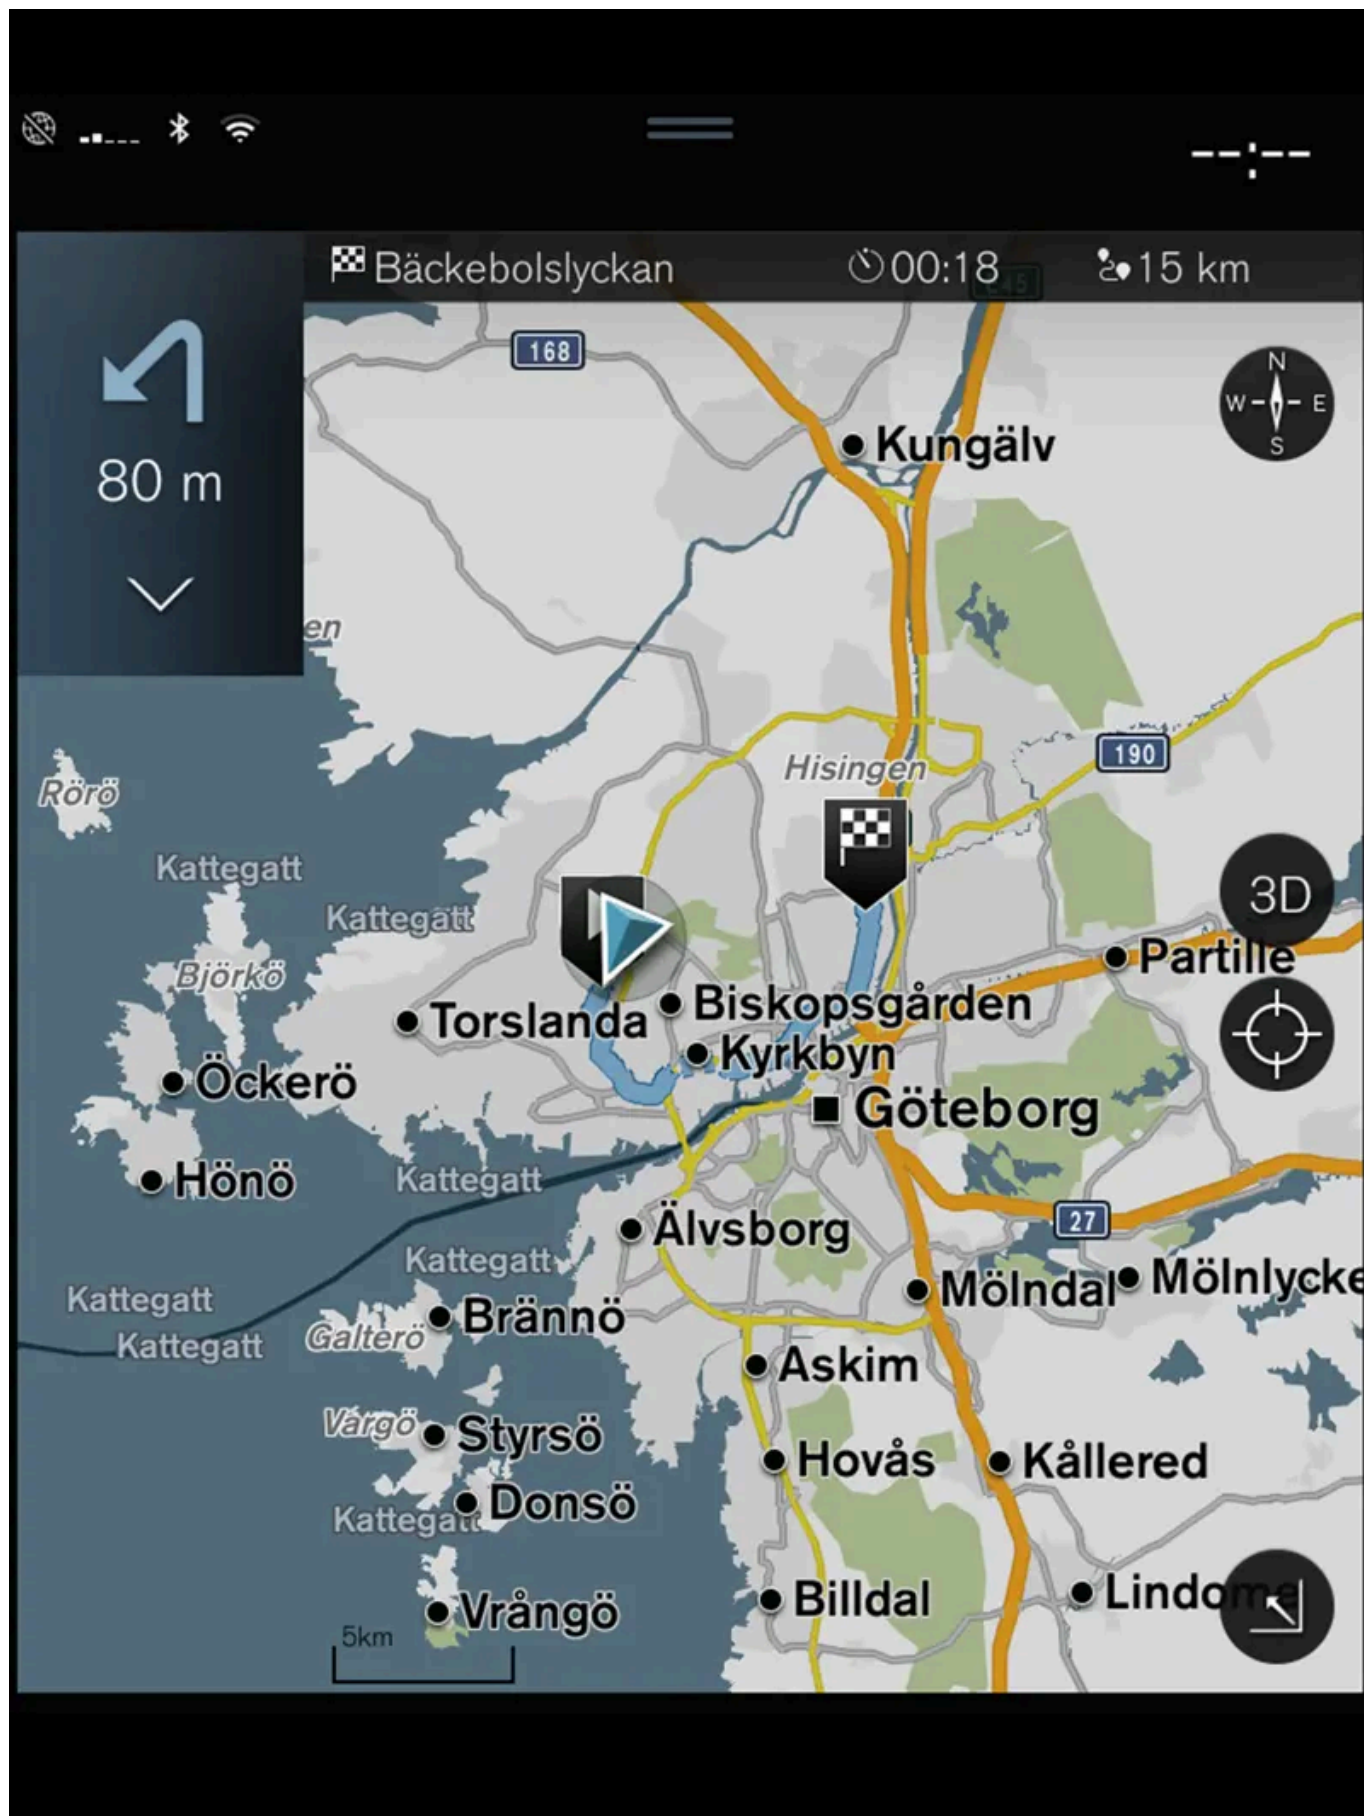 --:--
Bäckebolslyckan
00:18
15 km
E45
80 m
168
N
W
E
S
Kungälv
en
190
Hisingen
Rörö
Kattegatt
Kattegatt
3D
Partille
Björkö
Biskopsgården
Torslanda
Kyrkbyn
Öckerö
Göteborg
Hönö
Kattegatt
27
Älvsborg
Kattegatt
Mölndal
Mölnlycke
Kattegatt
Brännö
Galterö
Kattegatt
Askim
Vargö
Styrsö
Hovås
Kållered
Donsö
Kattegatt
Billdal
Lindome
Vrångö
5km